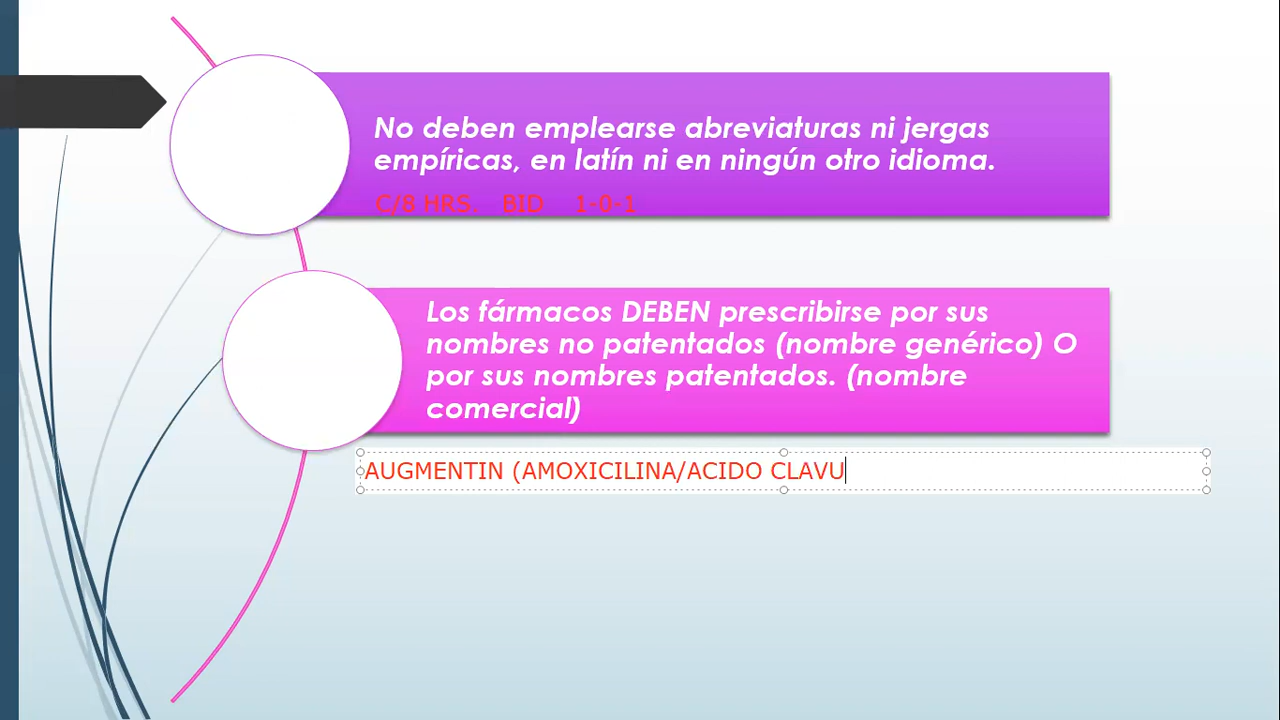 No deben emplearse abreviaturas ni jergas
empíricas, en latín ni en ningún otro idioma.
C/8 HRS. BID 1-0-1
Los fármacos DEBEN prescribirse por sus
nombres no patentados (nombre genérico) O
por sus nombres patentados. (nombre
comercial)
AUGMENTIN (AMOXICILINA/ACIDO CLAVU